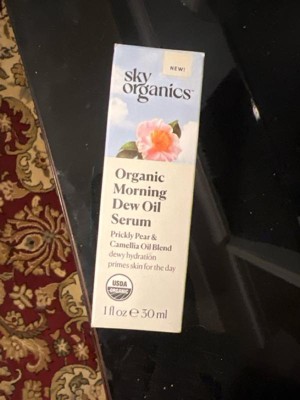 NEW!
sky
organics™
Organic
Morning
Dew Oil
Serum
Prickly Pear &
Camellia Oil Blend
dewy hydration
primes skin for the day
USDA
ORGANIC
1 fl oz ℮ 30 ml